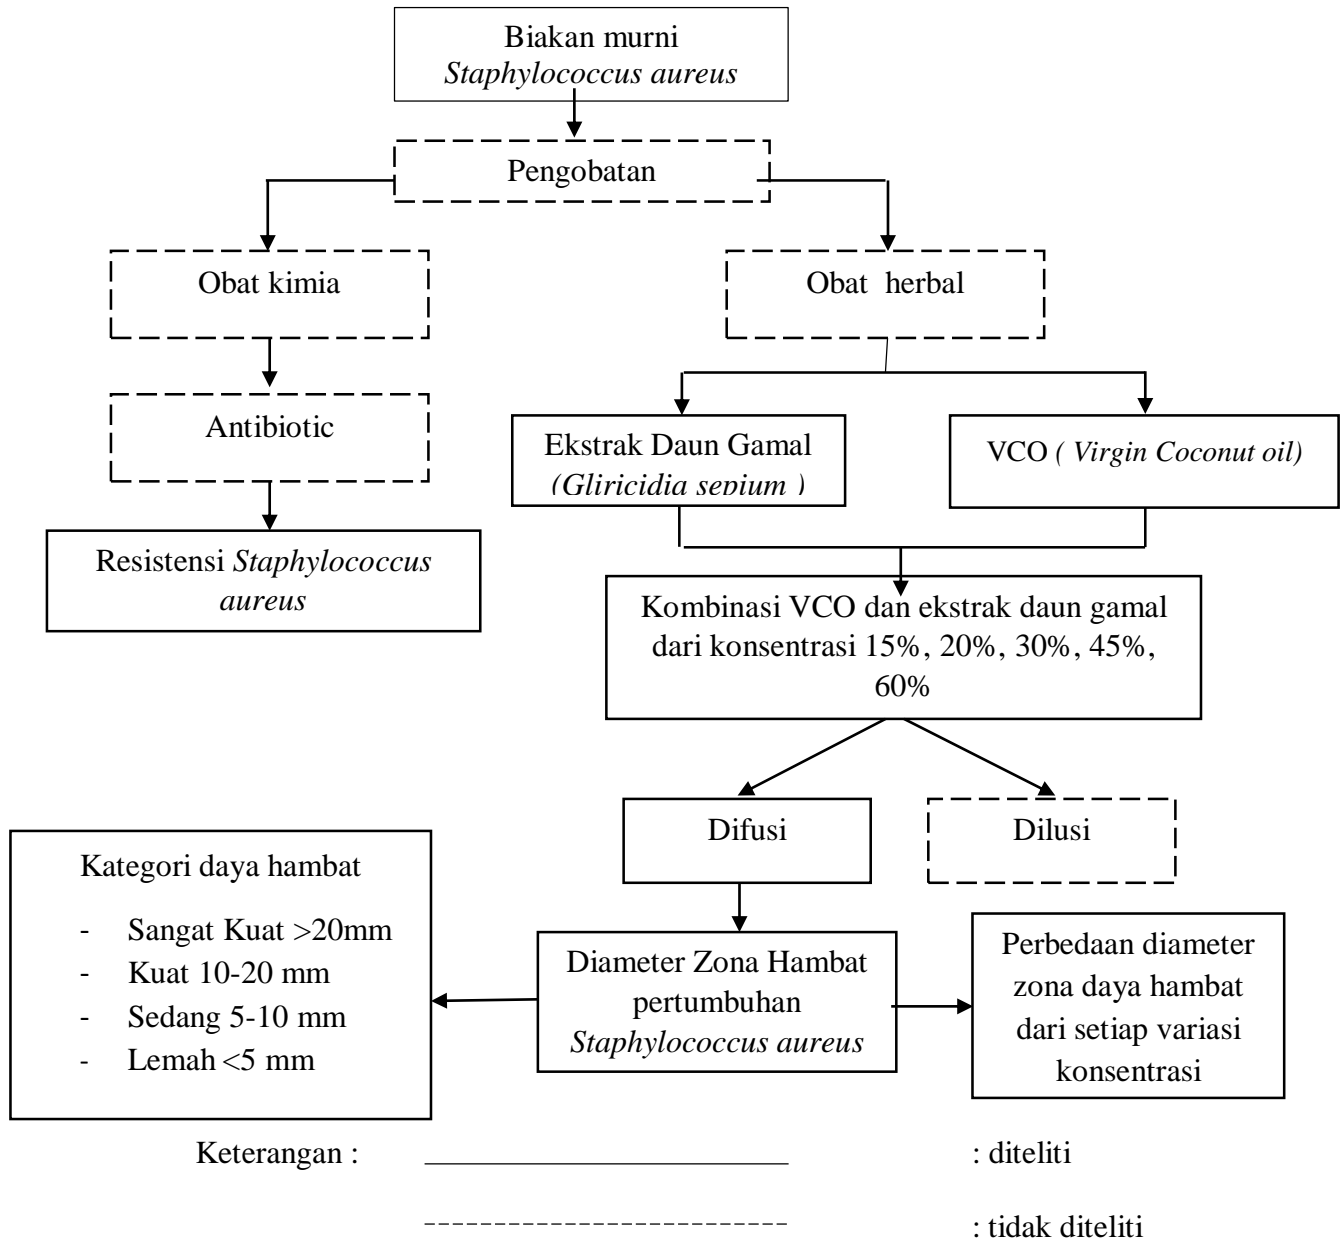 Biakan murni
Staphylococcus aureus
Pengobatan
Obat kimia
Obat herbal
Antibiotic
Ekstrak Daun Gamal
(Gliricidia sepium )
VCO ( Virgin Coconut oil)
Resistensi Staphylococcus
aureus
Kombinasi VCO dan ekstrak daun gamal
dari konsentrasi 15%, 20%, 30%, 45%,
60%
Difusi
Dilusi
Kategori daya hambat
- Sangat Kuat >20mm
- Kuat 10-20 mm
- Sedang 5-10 mm
- Lemah <5 mm
Diameter Zona Hambat
pertumbuhan
Staphylococcus aureus
Perbedaan diameter
zona daya hambat
dari setiap variasi
konsentrasi
Keterangan :
: diteliti
: tidak diteliti